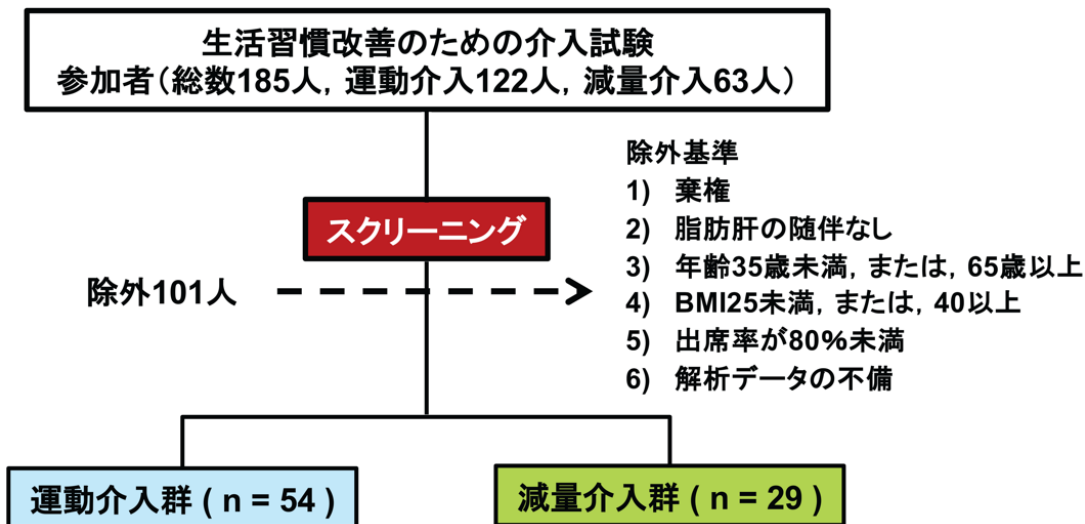 生活習慣改善のための介入試験
参加者(総数185人, 運動介入122人, 減量介入63人)
スクリーニング
除外101人
除外基準
1) 棄権
2) 脂肪肝の随伴なし
3) 年齢35歳未満, または, 65歳以上
4) BMI25未満, または, 40以上
5) 出席率が80%未満
6) 解析データの不備
運動介入群 ( n = 54 )
減量介入群 ( n = 29 )